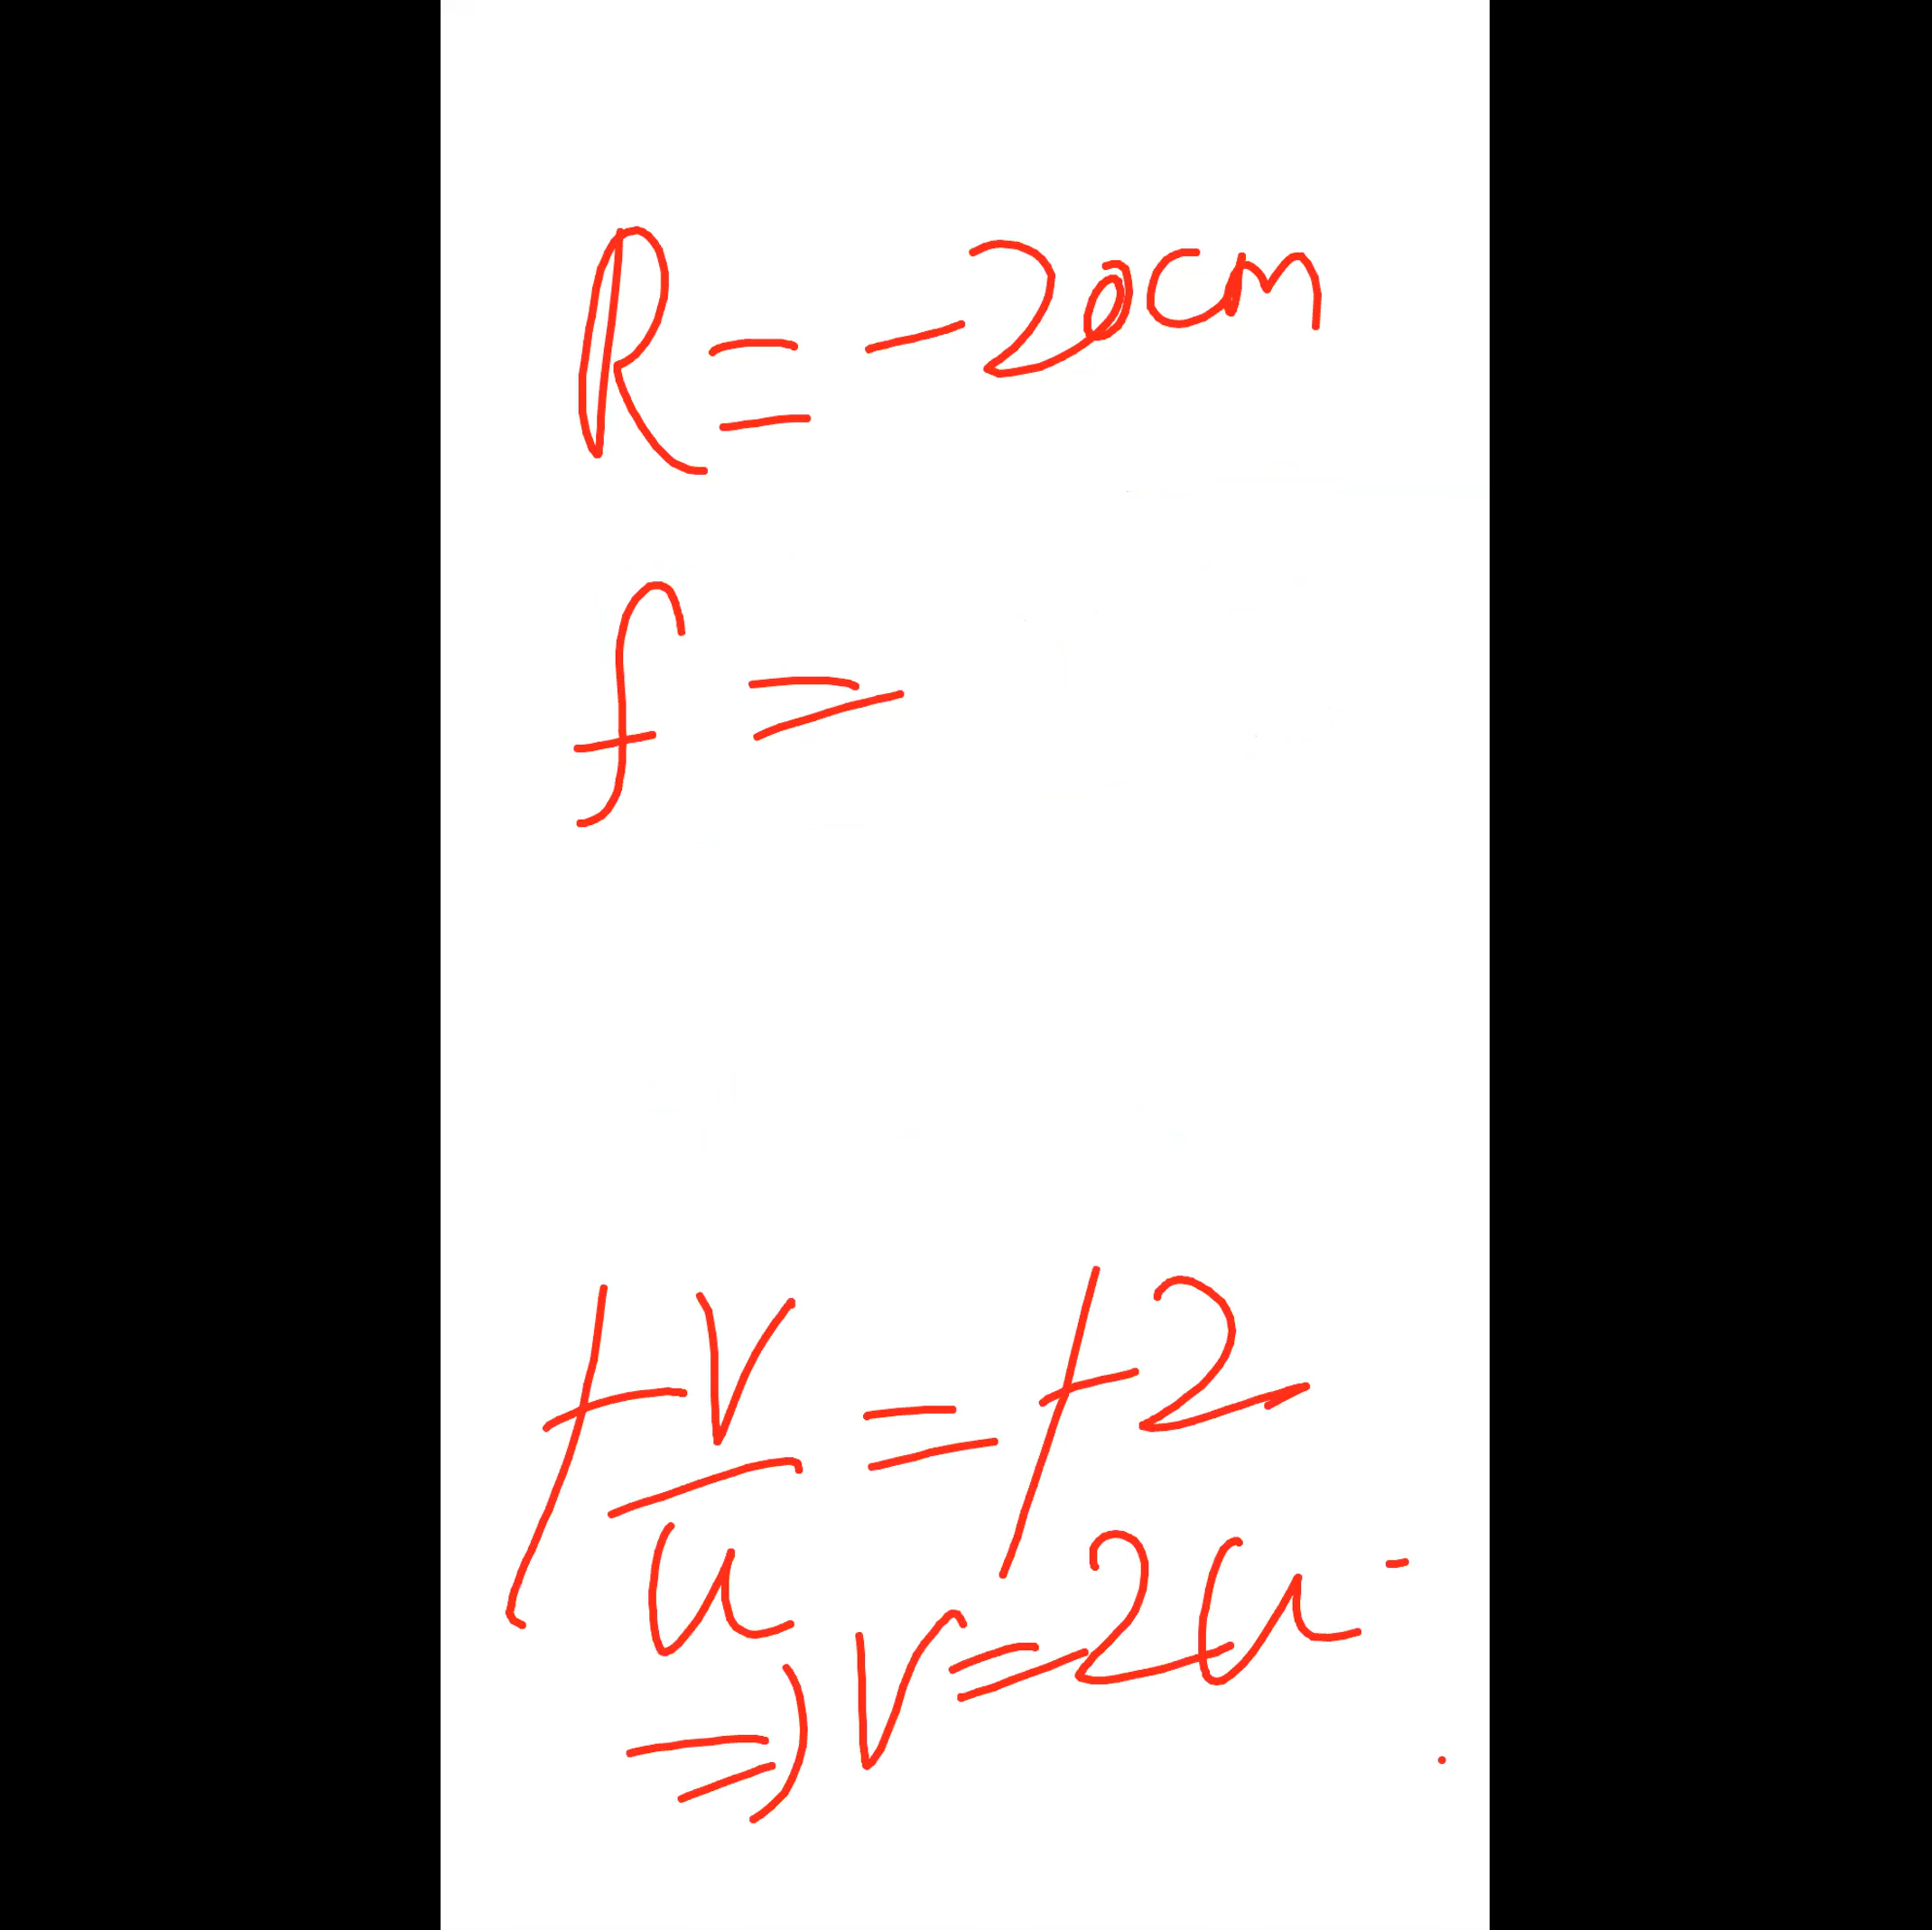 R = -20cm
f =
+ v/u = +2
⇒ v = 2u -